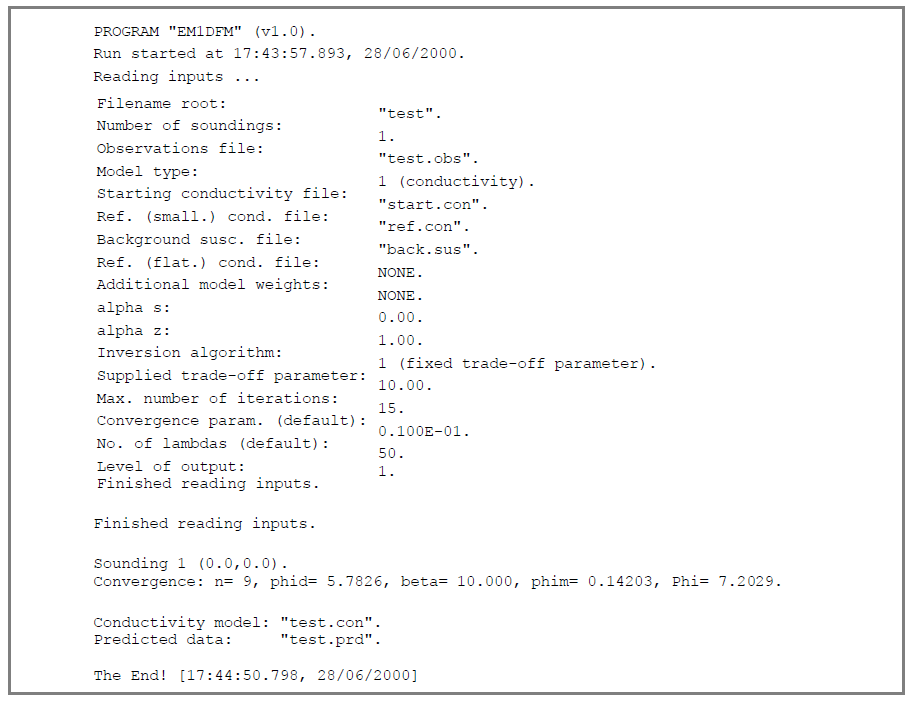 PROGRAM "EM1DFM" (v1.0).
Run started at 17:43:57.893, 28/06/2000.
Reading inputs ...
Filename root: "test".
Number of soundings: 1.
Observations file: "test.obs".
Model type: 1 (conductivity).
Starting conductivity file: "start.con".
Ref. (small.) cond. file: "ref.con".
Background susc. file: "back.sus".
Ref. (flat.) cond. file: NONE.
Additional model weights: NONE.
alpha s: 0.00.
alpha z: 1.00.
Inversion algorithm: 1 (fixed trade-off parameter).
Supplied trade-off parameter: 10.00.
Max. number of iterations: 15.
Convergence param. (default): 0.100E-01.
No. of lambdas (default): 50.
Level of output: 1.
Finished reading inputs.
Finished reading inputs.
Sounding 1 (0.0,0.0).
Convergence: n= 9, phid= 5.7826, beta= 10.000, phim= 0.14203, Phi= 7.2029.
Conductivity model: "test.con".
Predicted data: "test.prd".
The End! [17:44:50.798, 28/06/2000]